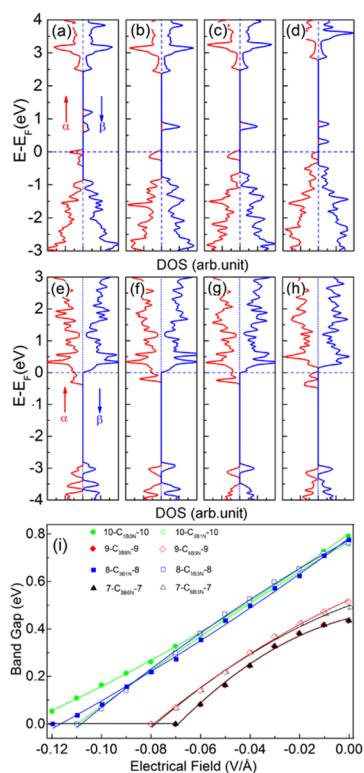 (a) (b) (c) (d)
4
3
2
1
0
-1
-2
-3
E-E_F(eV)
α β
DOS (arb.unit)
(e) (f) (g) (h)
3
2
1
0
-1
-2
-3
-4
E-E_F(eV)
α β
DOS (arb.unit)
(i)
10-C_1B3N-10 10-C_3B1N-10
9-C_3B6N-9 9-C_6B3N-9
8-C_3B1N-8 8-C_1B3N-8
7-C_3B6N-7 7-C_6B3N-7
0.8
0.6
0.4
0.2
0.0
Band Gap (eV)
-0.12 -0.10 -0.08 -0.06 -0.04 -0.02 0.00
Electrical Field (V/Å)